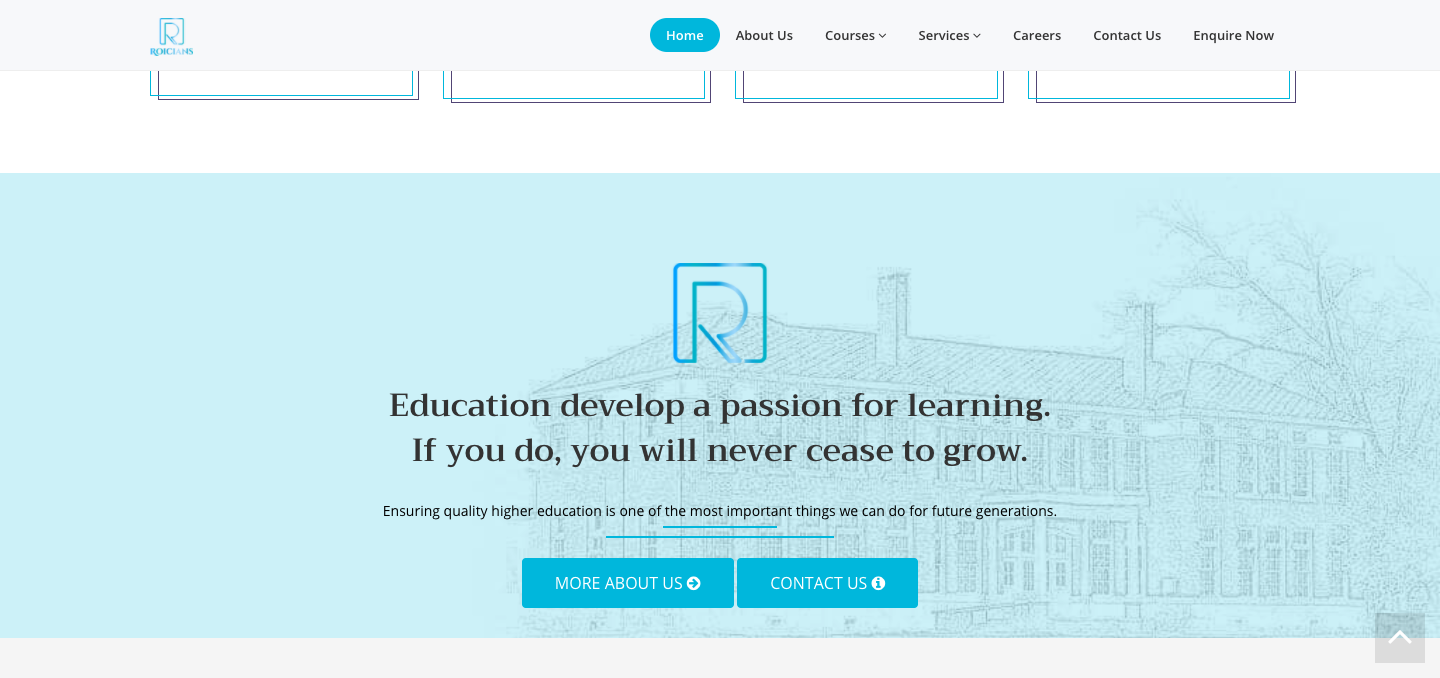 ROICIANS
Home About Us Courses Services Careers Contact Us Enquire Now
R
Education develop a passion for learning.
If you do, you will never cease to grow.
Ensuring quality higher education is one of the most important things we can do for future generations.
MORE ABOUT US CONTACT US